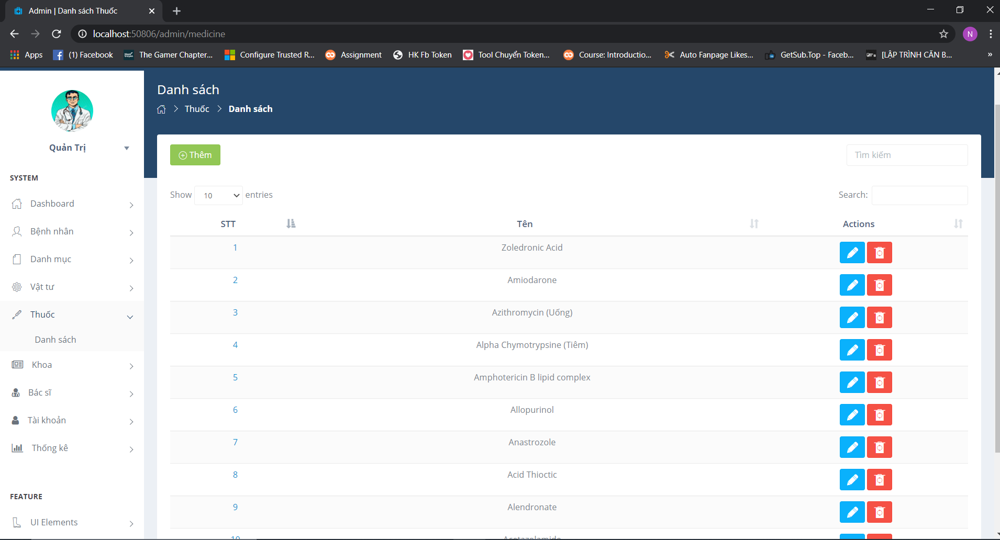 Admin | Danh sách Thuốc
localhost:50806/admin/medicine
N
Apps
(1) Facebook
The Gamer Chapter...
Configure Trusted R...
Assignment
HK Fb Token
Tool Chuyển Token...
Course: Introductio...
Auto Fanpage Likes...
GetSub.Top - Faceb...
[LẬP TRÌNH CĂN B...
»
Quản Trị
SYSTEM
Dashboard
Bệnh nhân
Danh mục
Vật tư
Thuốc
Danh sách
Khoa
Bác sĩ
Tài khoản
Thống kê
FEATURE
UI Elements
Danh sách
Thuốc
Danh sách
Thêm
Tìm kiếm
Show 10 entries
Search:
STT Tên Actions
1 Zoledronic Acid
2 Amiodarone
3 Azithromycin (Uống)
4 Alpha Chymotrypsine (Tiêm)
5 Amphotericin B lipid complex
6 Allopurinol
7 Anastrozole
8 Acid Thioctic
9 Alendronate
10 Acetazolamide